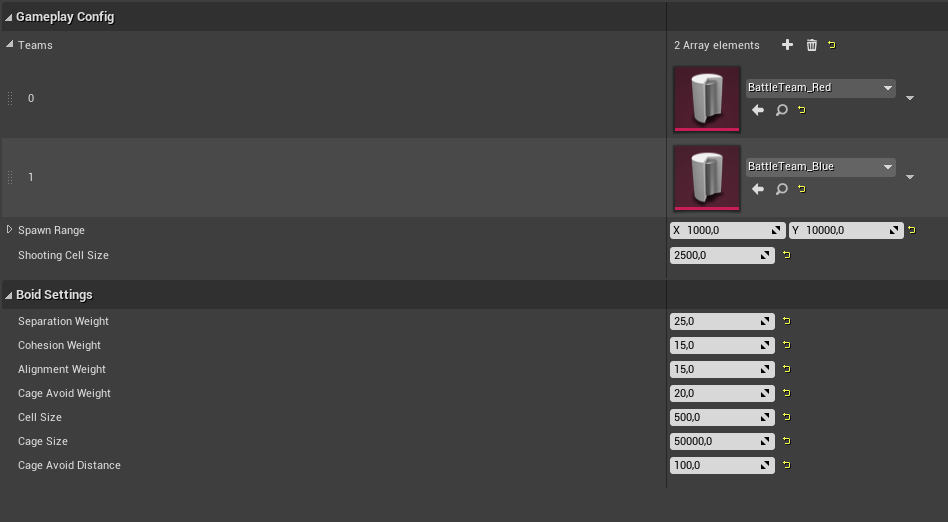 Gameplay Config
Teams 2 Array elements
0 BattleTeam_Red
1 BattleTeam_Blue
Spawn Range X 1000,0 Y 10000,0
Shooting Cell Size 2500,0
Boid Settings
Separation Weight 25,0
Cohesion Weight 15,0
Alignment Weight 15,0
Cage Avoid Weight 20,0
Cell Size 500,0
Cage Size 50000,0
Cage Avoid Distance 100,0